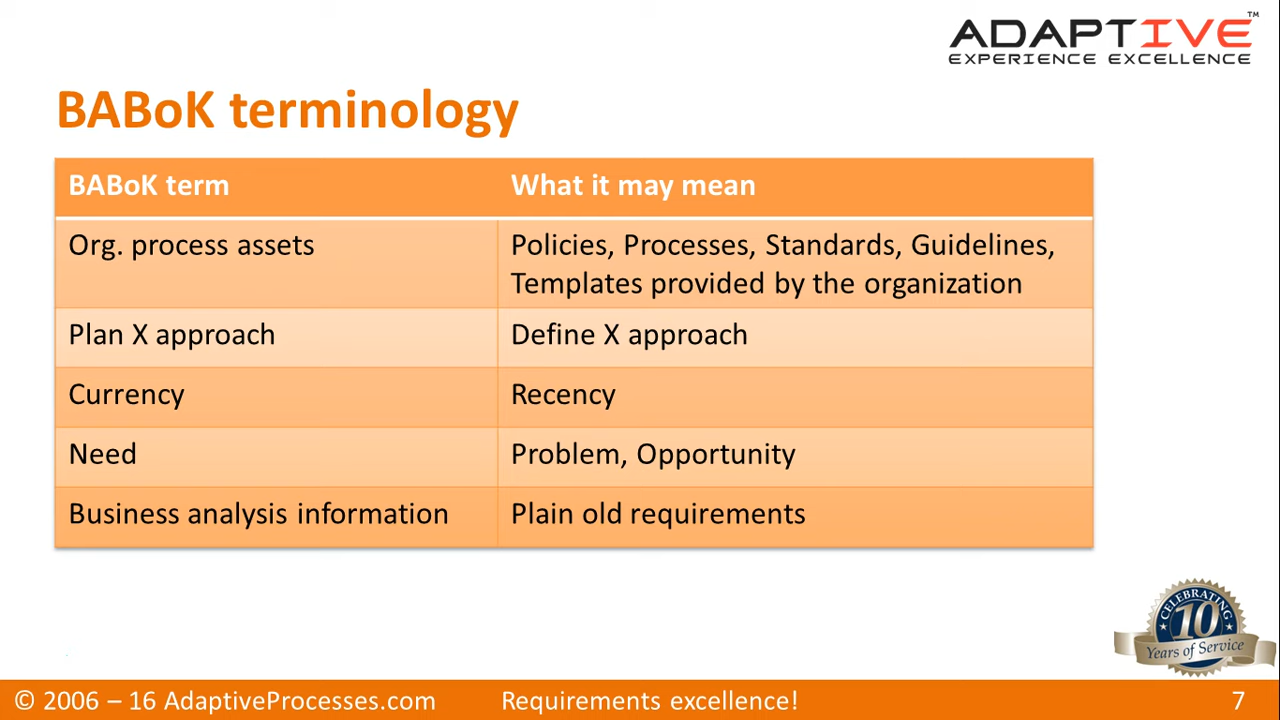 ADAPTIVE™
EXPERIENCE EXCELLENCE
BABoK terminology
BABoK term What it may mean
Org. process assets Policies, Processes, Standards, Guidelines,
Templates provided by the organization
Plan X approach Define X approach
Currency Recency
Need Problem, Opportunity
Business analysis information Plain old requirements
CELEBRATING
10
Years of Service
© 2006 – 16 AdaptiveProcesses.com Requirements excellence! 7